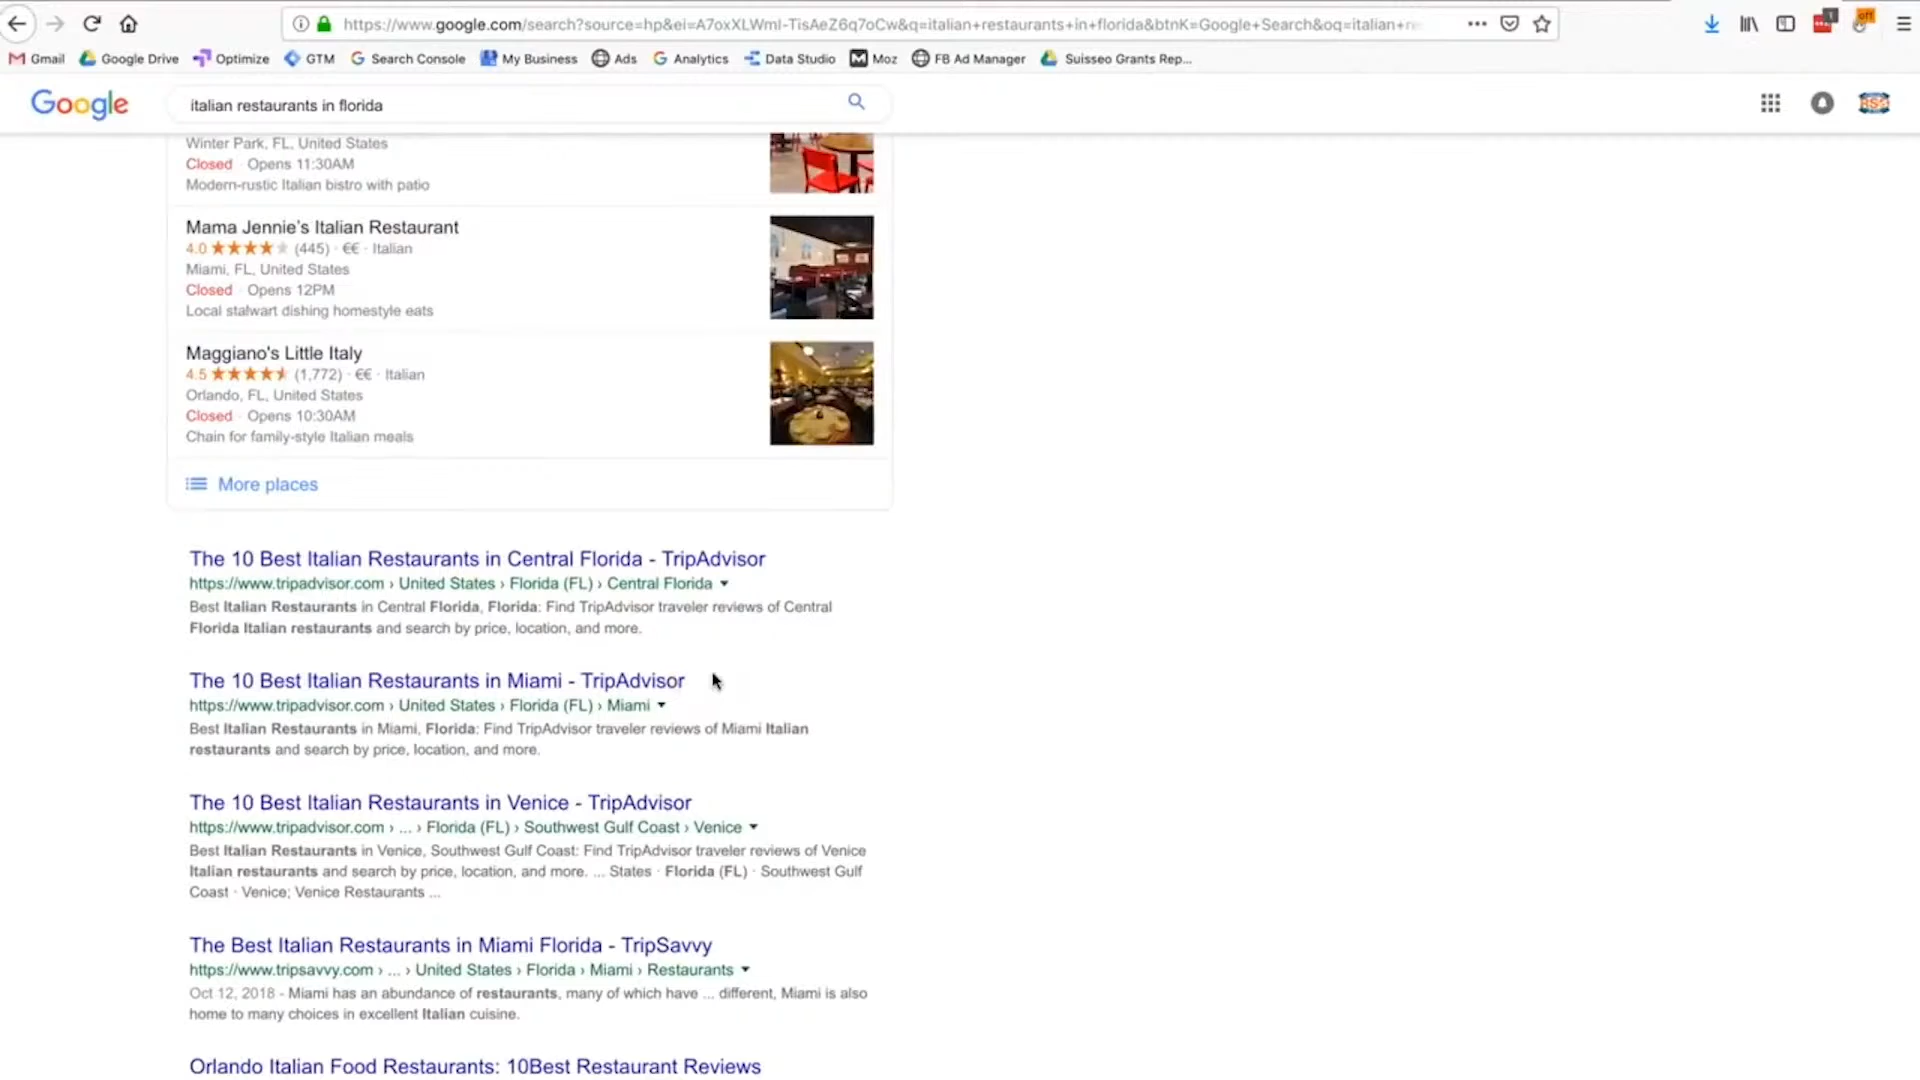 https://www.google.com/search?source=hp&ei=A7oxXLWmI-TisAeZ6q7oCw&q=italian+restaurants+in+florida&btnK=Google+Search&oq=italian+re
Gmail Google Drive Optimize GTM Search Console My Business Ads Analytics Data Studio Moz FB Ad Manager Suisseo Grants Rep...
Google italian restaurants in florida
Winter Park, FL, United States
Closed · Opens 11:30AM
Modern-rustic Italian bistro with patio
Mama Jennie's Italian Restaurant
4.0 (445) · €€ · Italian
Miami, FL, United States
Closed · Opens 12PM
Local stalwart dishing homestyle eats
Maggiano's Little Italy
4.5 (1,772) · €€ · Italian
Orlando, FL, United States
Closed · Opens 10:30AM
Chain for family-style Italian meals
More places
The 10 Best Italian Restaurants in Central Florida - TripAdvisor
https://www.tripadvisor.com › United States › Florida (FL) › Central Florida
Best Italian Restaurants in Central Florida, Florida: Find TripAdvisor traveler reviews of Central
Florida Italian restaurants and search by price, location, and more.
The 10 Best Italian Restaurants in Miami - TripAdvisor
https://www.tripadvisor.com › United States › Florida (FL) › Miami
Best Italian Restaurants in Miami, Florida: Find TripAdvisor traveler reviews of Miami Italian
restaurants and search by price, location, and more.
The 10 Best Italian Restaurants in Venice - TripAdvisor
https://www.tripadvisor.com › ... › Florida (FL) › Southwest Gulf Coast › Venice
Best Italian Restaurants in Venice, Southwest Gulf Coast: Find TripAdvisor traveler reviews of Venice
Italian restaurants and search by price, location, and more. ... States · Florida (FL) · Southwest Gulf
Coast · Venice; Venice Restaurants ...
The Best Italian Restaurants in Miami Florida - TripSavvy
https://www.tripsavvy.com › ... › United States › Florida › Miami › Restaurants
Oct 12, 2018 - Miami has an abundance of restaurants, many of which have ... different, Miami is also
home to many choices in excellent Italian cuisine.
Orlando Italian Food Restaurants: 10Best Restaurant Reviews